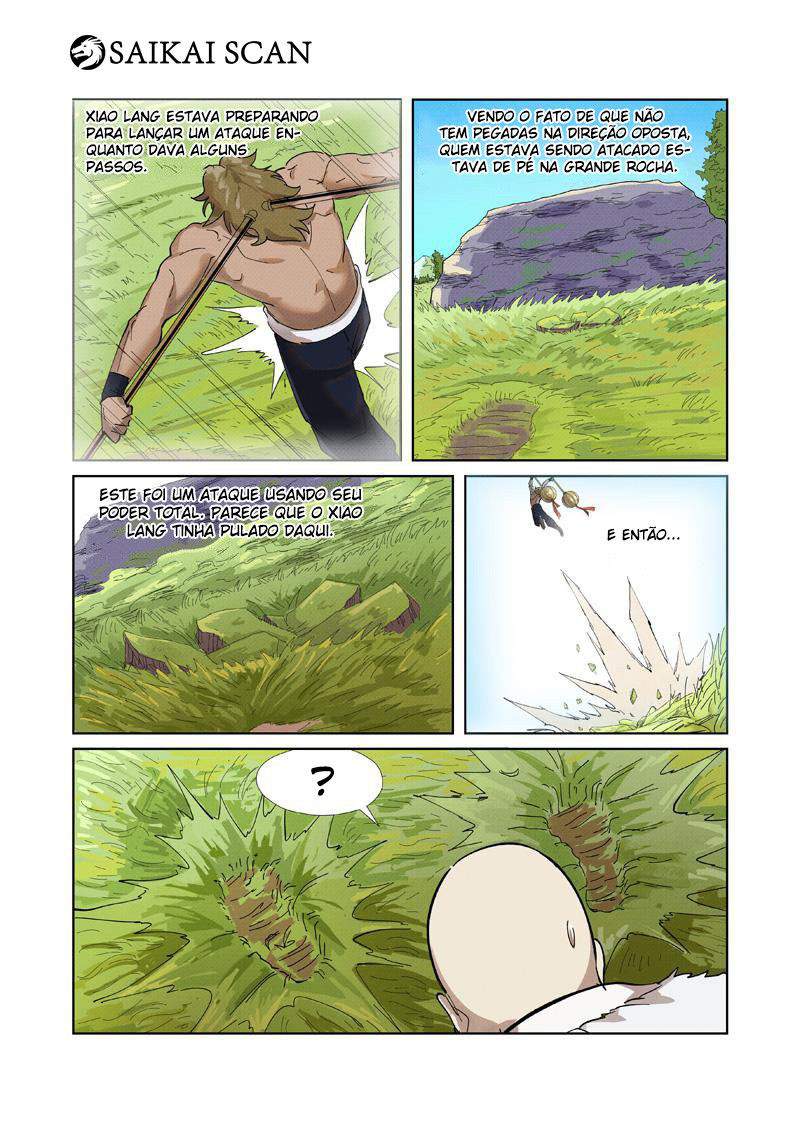 SAIKAI SCAN
XIAO LANG ESTAVA PREPARANDO
PARA LANÇAR UM ATAQUE EN-
QUANTO DAVA ALGUNS
PASSOS.
VENDO O FATO DE QUE NÃO
TEM PEGADAS NA DIREÇÃO OPOSTA,
QUEM ESTAVA SENDO ATACADO ES-
TAVA DE PÉ NA GRANDE ROCHA.
ESTE FOI UM ATAQUE USANDO SEU
PODER TOTAL. PARECE QUE O XIAO
LANG TINHA PULADO DAQUI.
E ENTÃO...
?